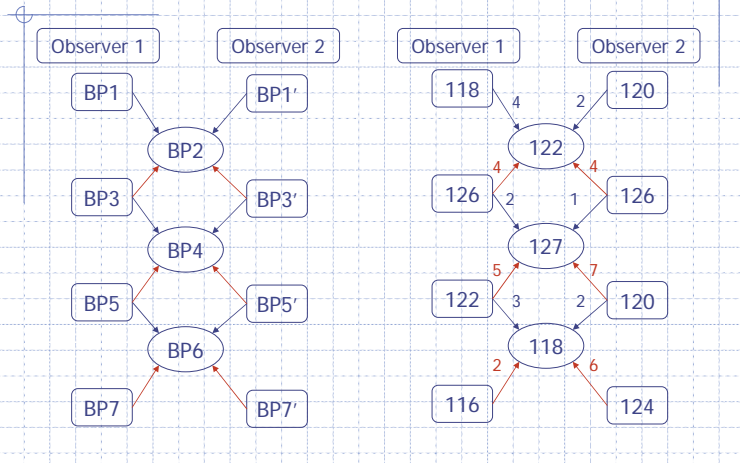 Observer 1
Observer 2
BP1
BP1′
BP2
BP3
BP3′
BP4
BP5
BP5′
BP6
BP7
BP7′
Observer 1
Observer 2
118
120
4
2
122
4
4
126
126
2
1
127
5
7
122
120
3
2
118
2
6
116
124